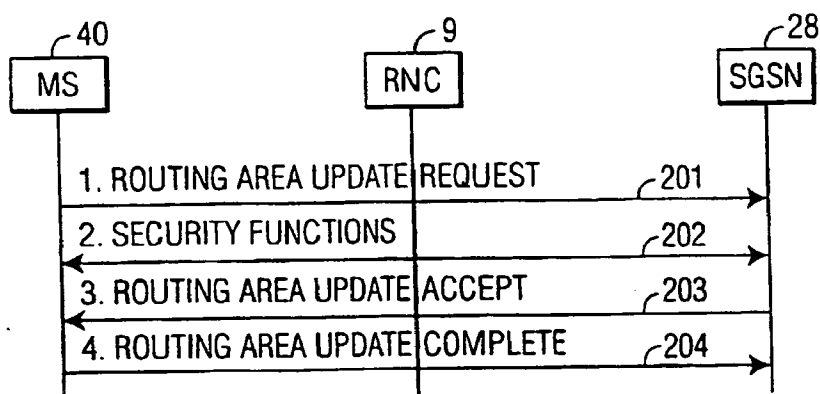 40 9 28
MS RNC SGSN
1. ROUTING AREA UPDATE REQUEST 201
2. SECURITY FUNCTIONS 202
3. ROUTING AREA UPDATE ACCEPT 203
4. ROUTING AREA UPDATE COMPLETE 204